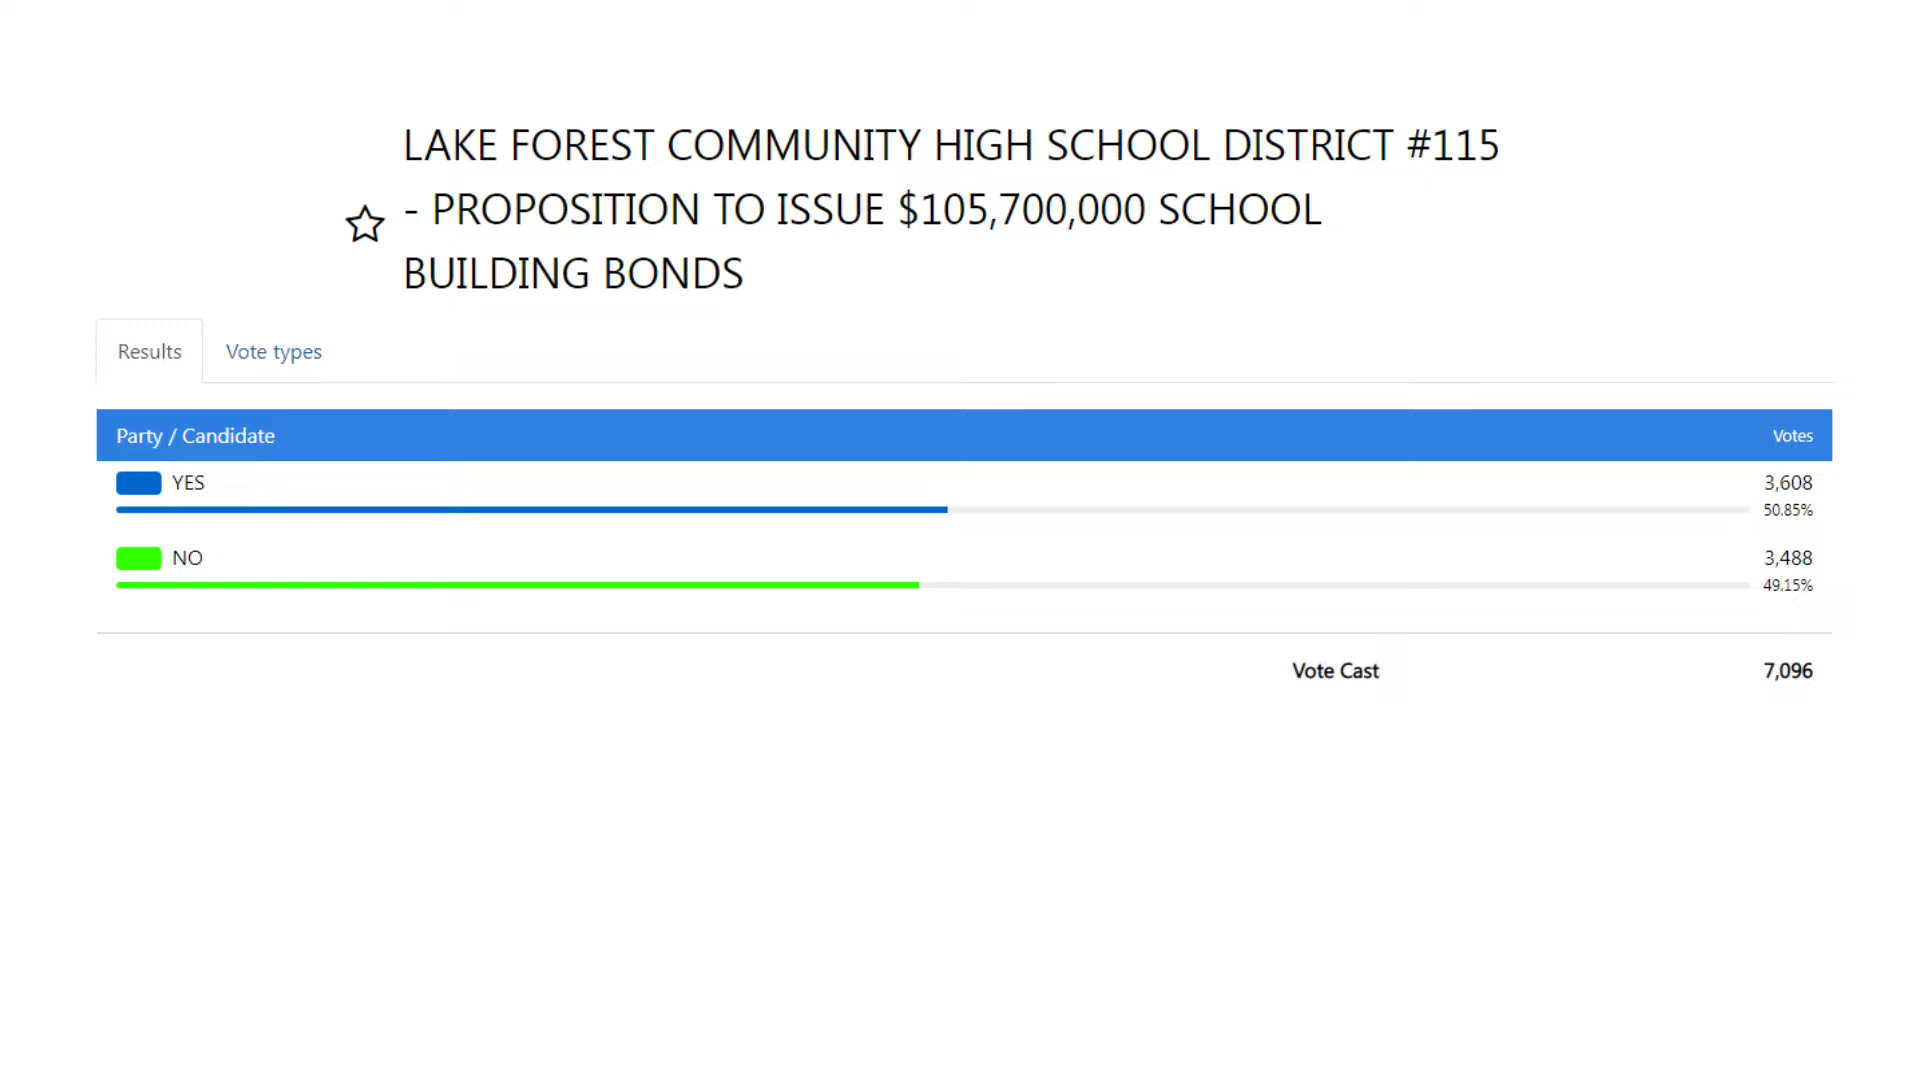 LAKE FOREST COMMUNITY HIGH SCHOOL DISTRICT #115
- PROPOSITION TO ISSUE $105,700,000 SCHOOL
BUILDING BONDS
Results Vote types
Party / Candidate Votes
YES 3,608
50.85%
NO 3,488
49.15%
Vote Cast 7,096